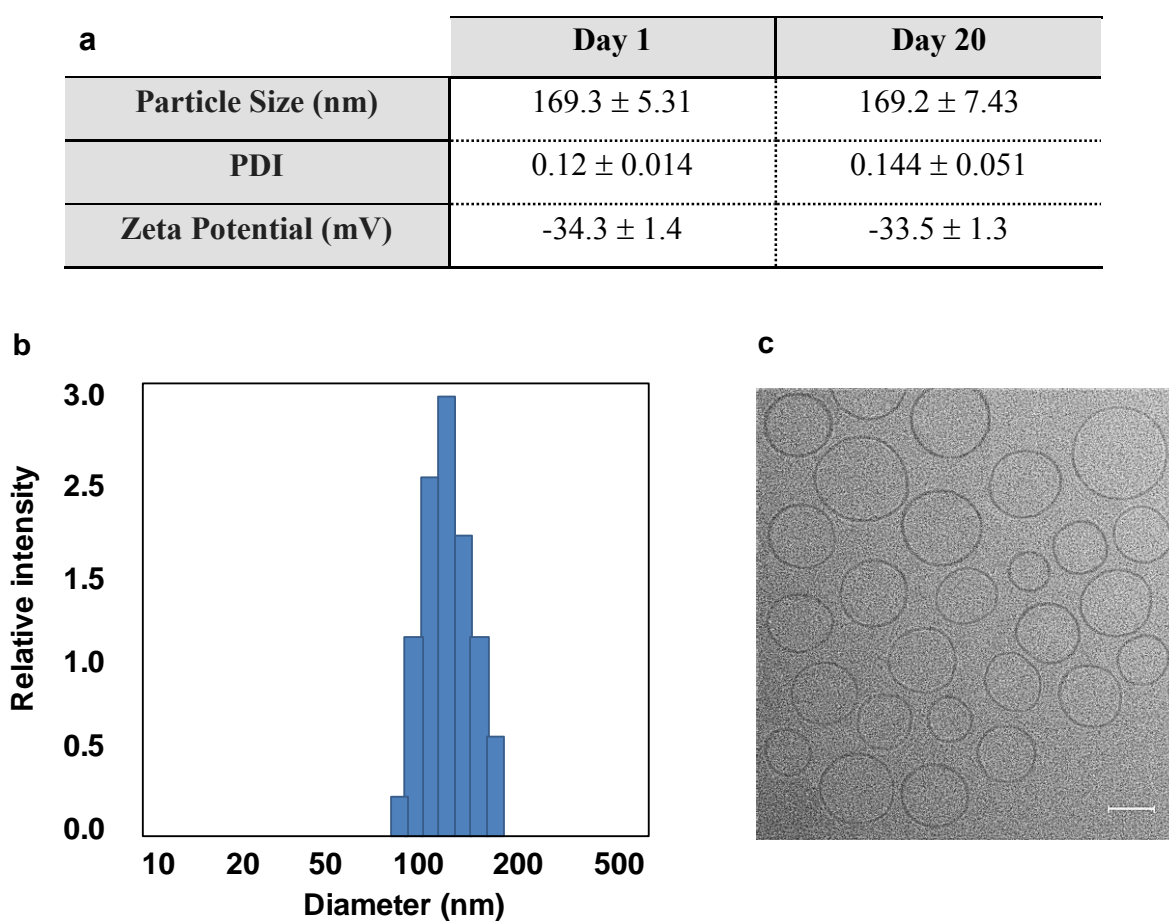 a
Day 1 Day 20
Particle Size (nm) 169.3 ± 5.31 169.2 ± 7.43
PDI 0.12 ± 0.014 0.144 ± 0.051
Zeta Potential (mV) -34.3 ± 1.4 -33.5 ± 1.3
b
3.0
2.5
1.5
1.0
0.5
0.0
Relative intensity
10 20 50 100 200 500
Diameter (nm)
c